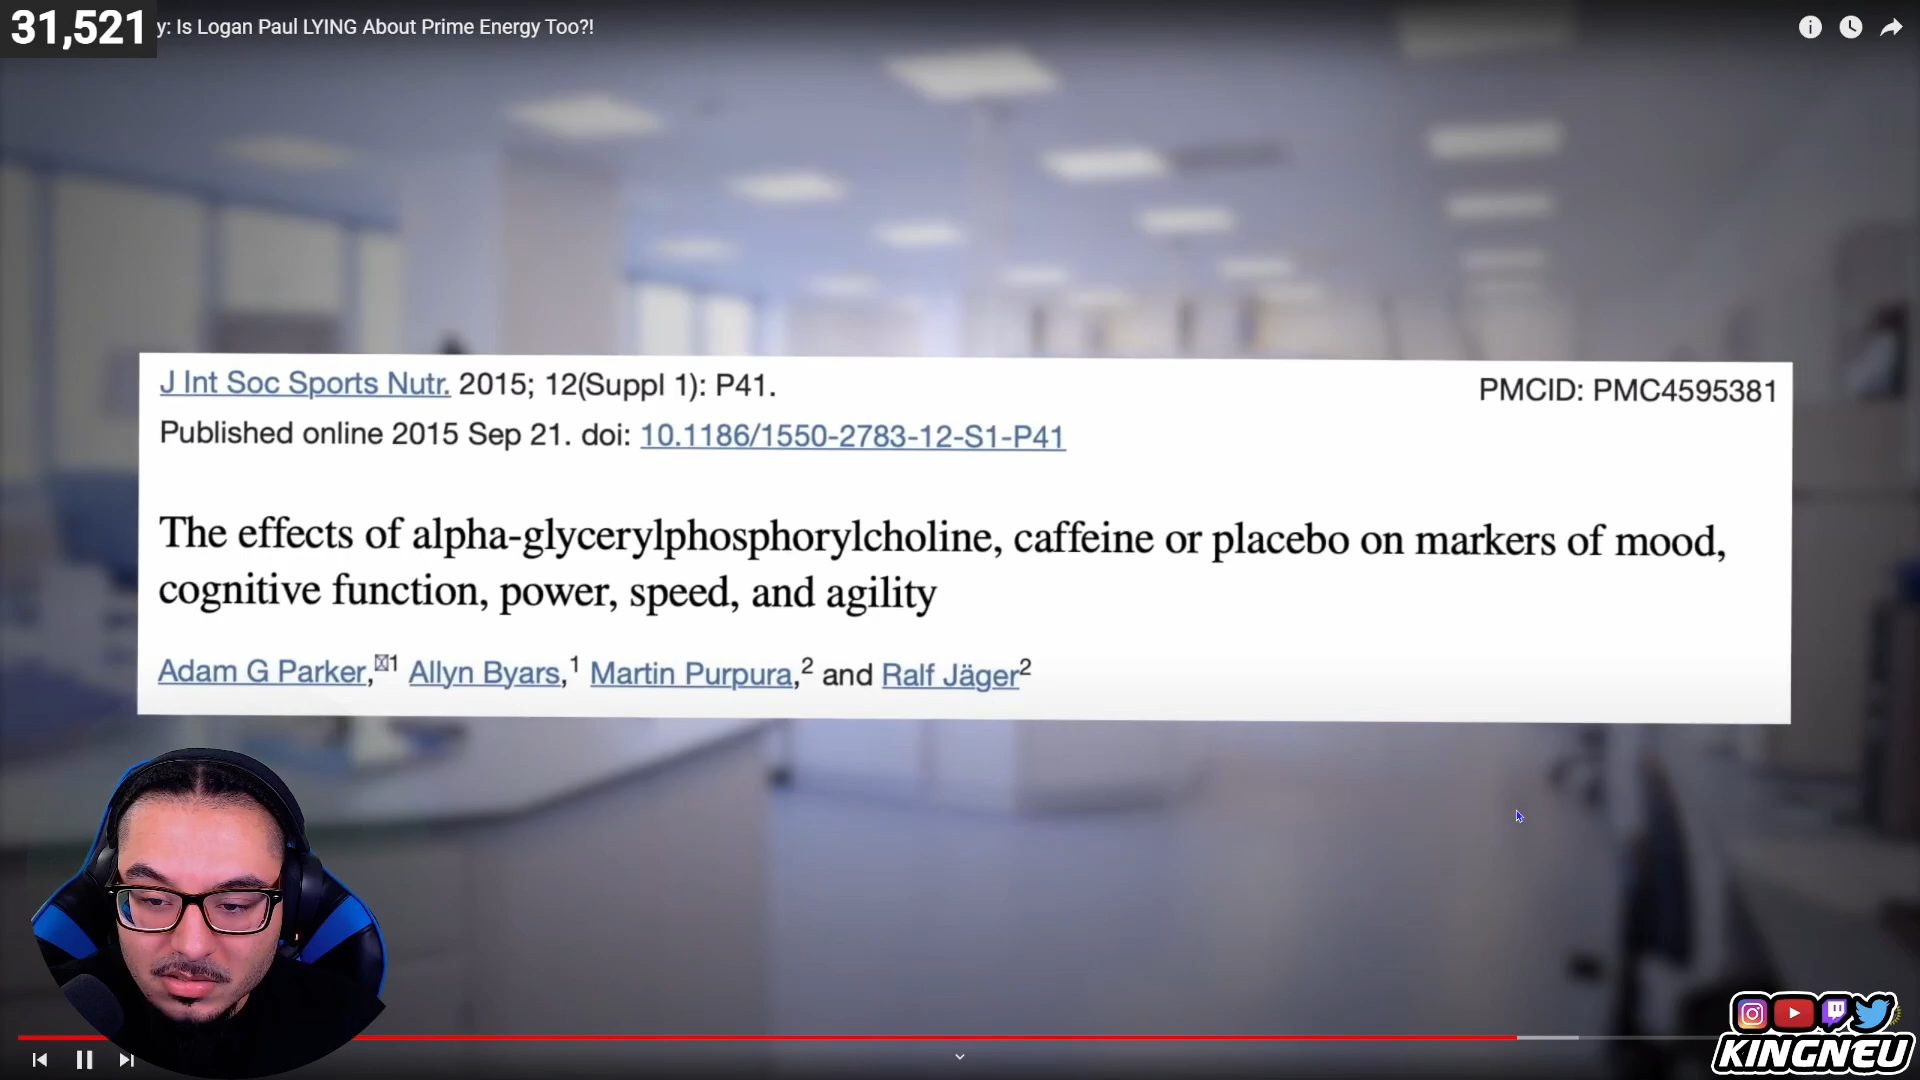 31,521
y: Is Logan Paul LYING About Prime Energy Too?!
J Int Soc Sports Nutr. 2015; 12(Suppl 1): P41.
PMCID: PMC4595381
Published online 2015 Sep 21. doi: 10.1186/1550-2783-12-S1-P41
The effects of alpha-glycerylphosphorylcholine, caffeine or placebo on markers of mood,
cognitive function, power, speed, and agility
Adam G Parker,1 Allyn Byars,1 Martin Purpura,2 and Ralf Jäger2
KINGNEU